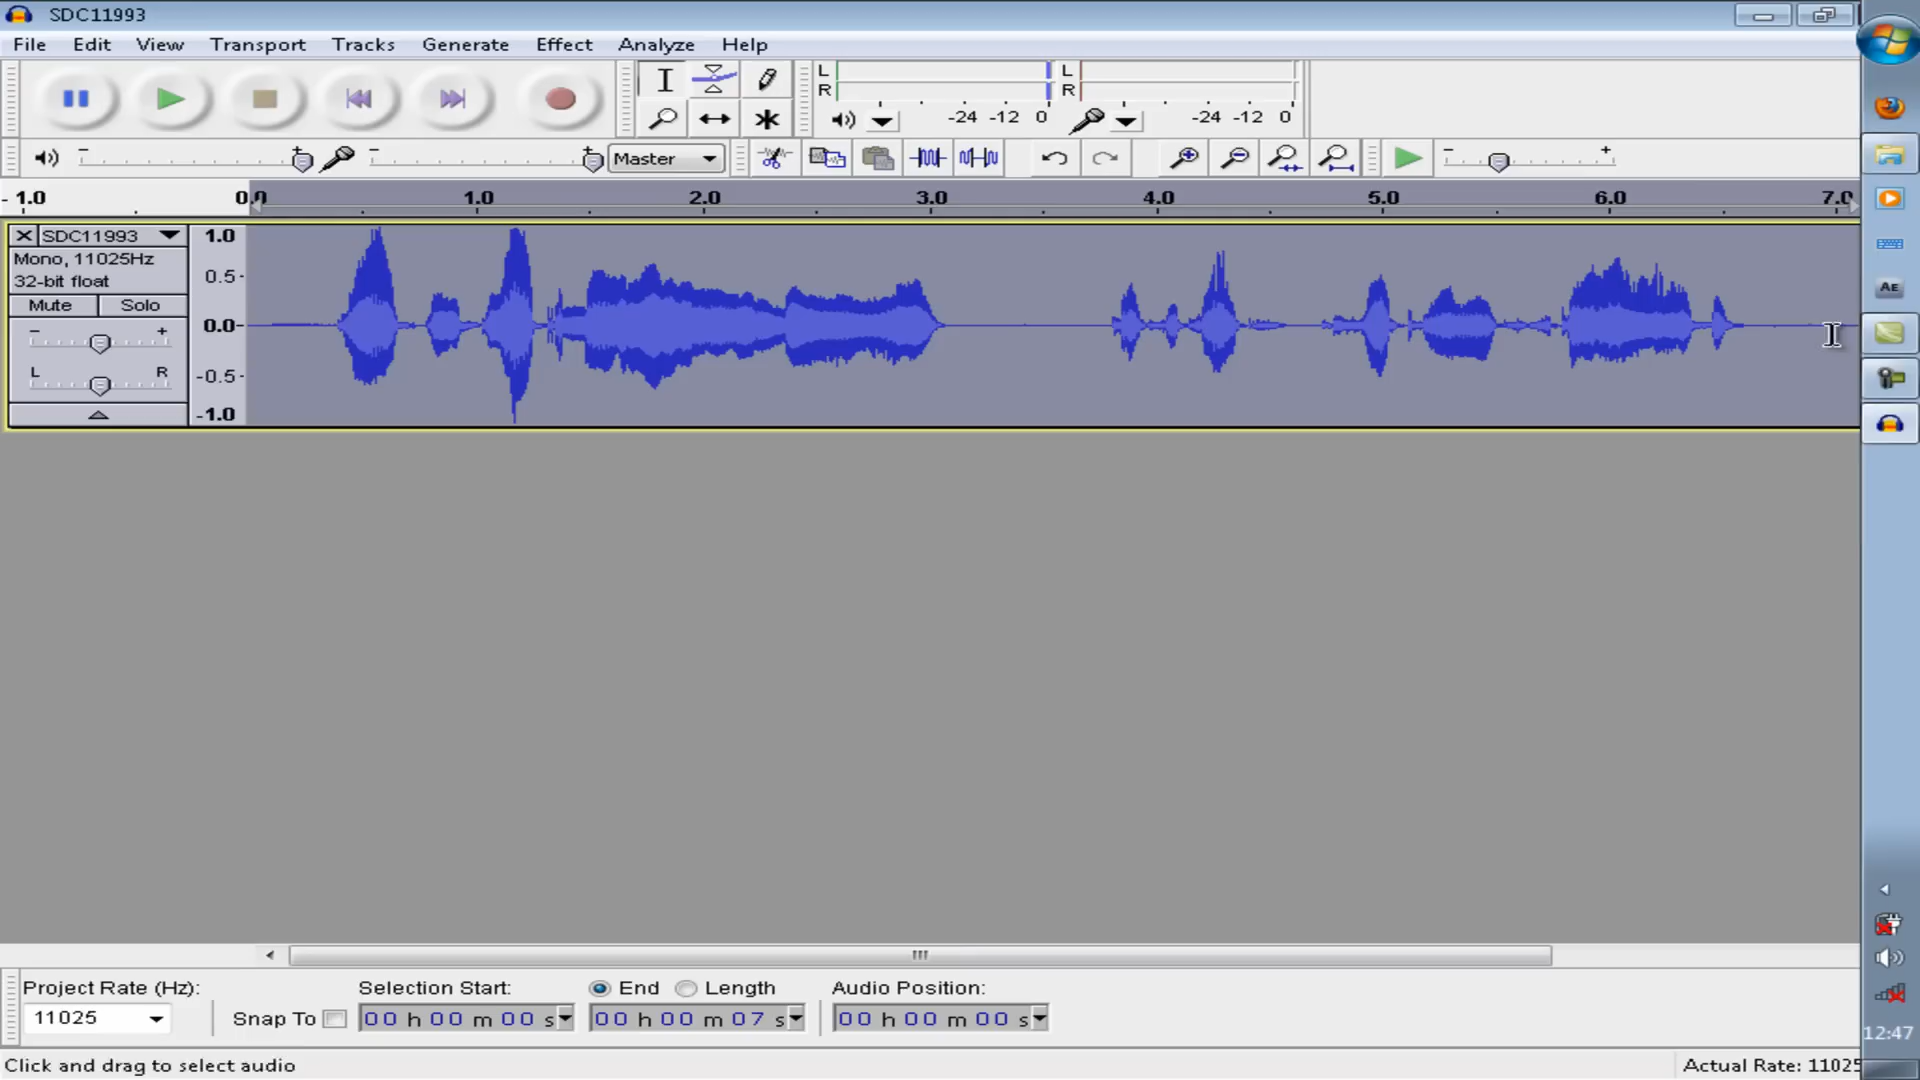 SDC11993
File Edit View Transport Tracks Generate Effect Analyze Help
L
R
-24 -12 0
L
R
-24 -12 0
- + - + Master - +
- 1.0 0.0 1.0 2.0 3.0 4.0 5.0 6.0 7.0
X SDC11993
Mono, 11025Hz
32-bit float
Mute Solo
- +
L R
1.0
0.5
0.0
-0.5
-1.0
AE
Project Rate (Hz):
11025
Snap To
Selection Start:
00 h 00 m 00 s
End Length
00 h 00 m 07 s
Audio Position:
00 h 00 m 00 s
12:47
Click and drag to select audio
Actual Rate: 11025